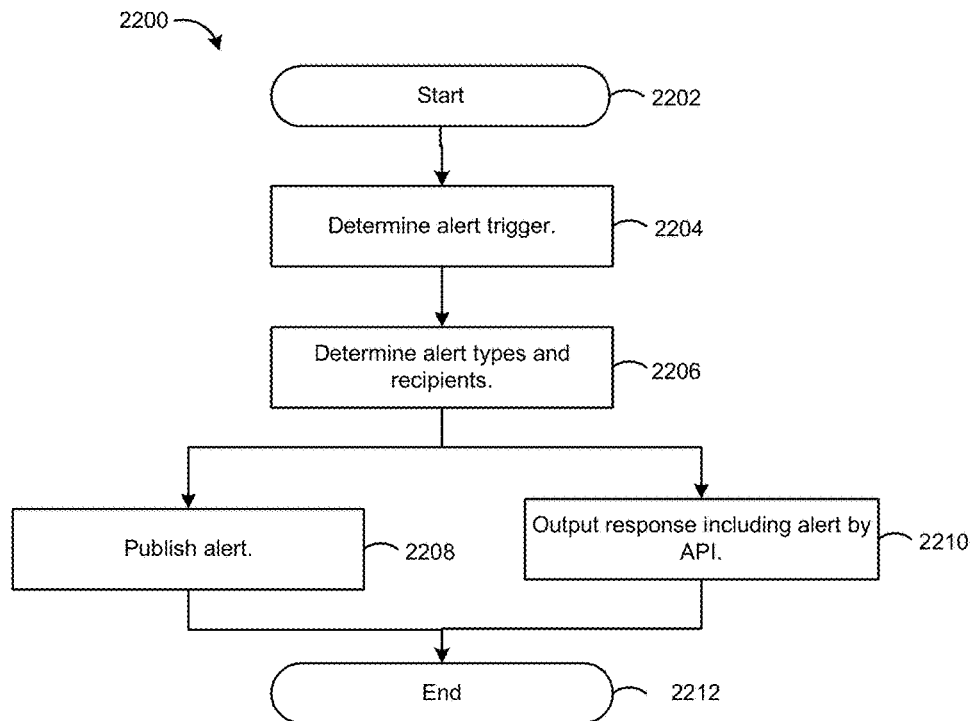 2200
Start
2202
Determine alert trigger.
2204
Determine alert types and
recipients.
2206
Publish alert.
2208
Output response including alert by
API.
2210
End
2212